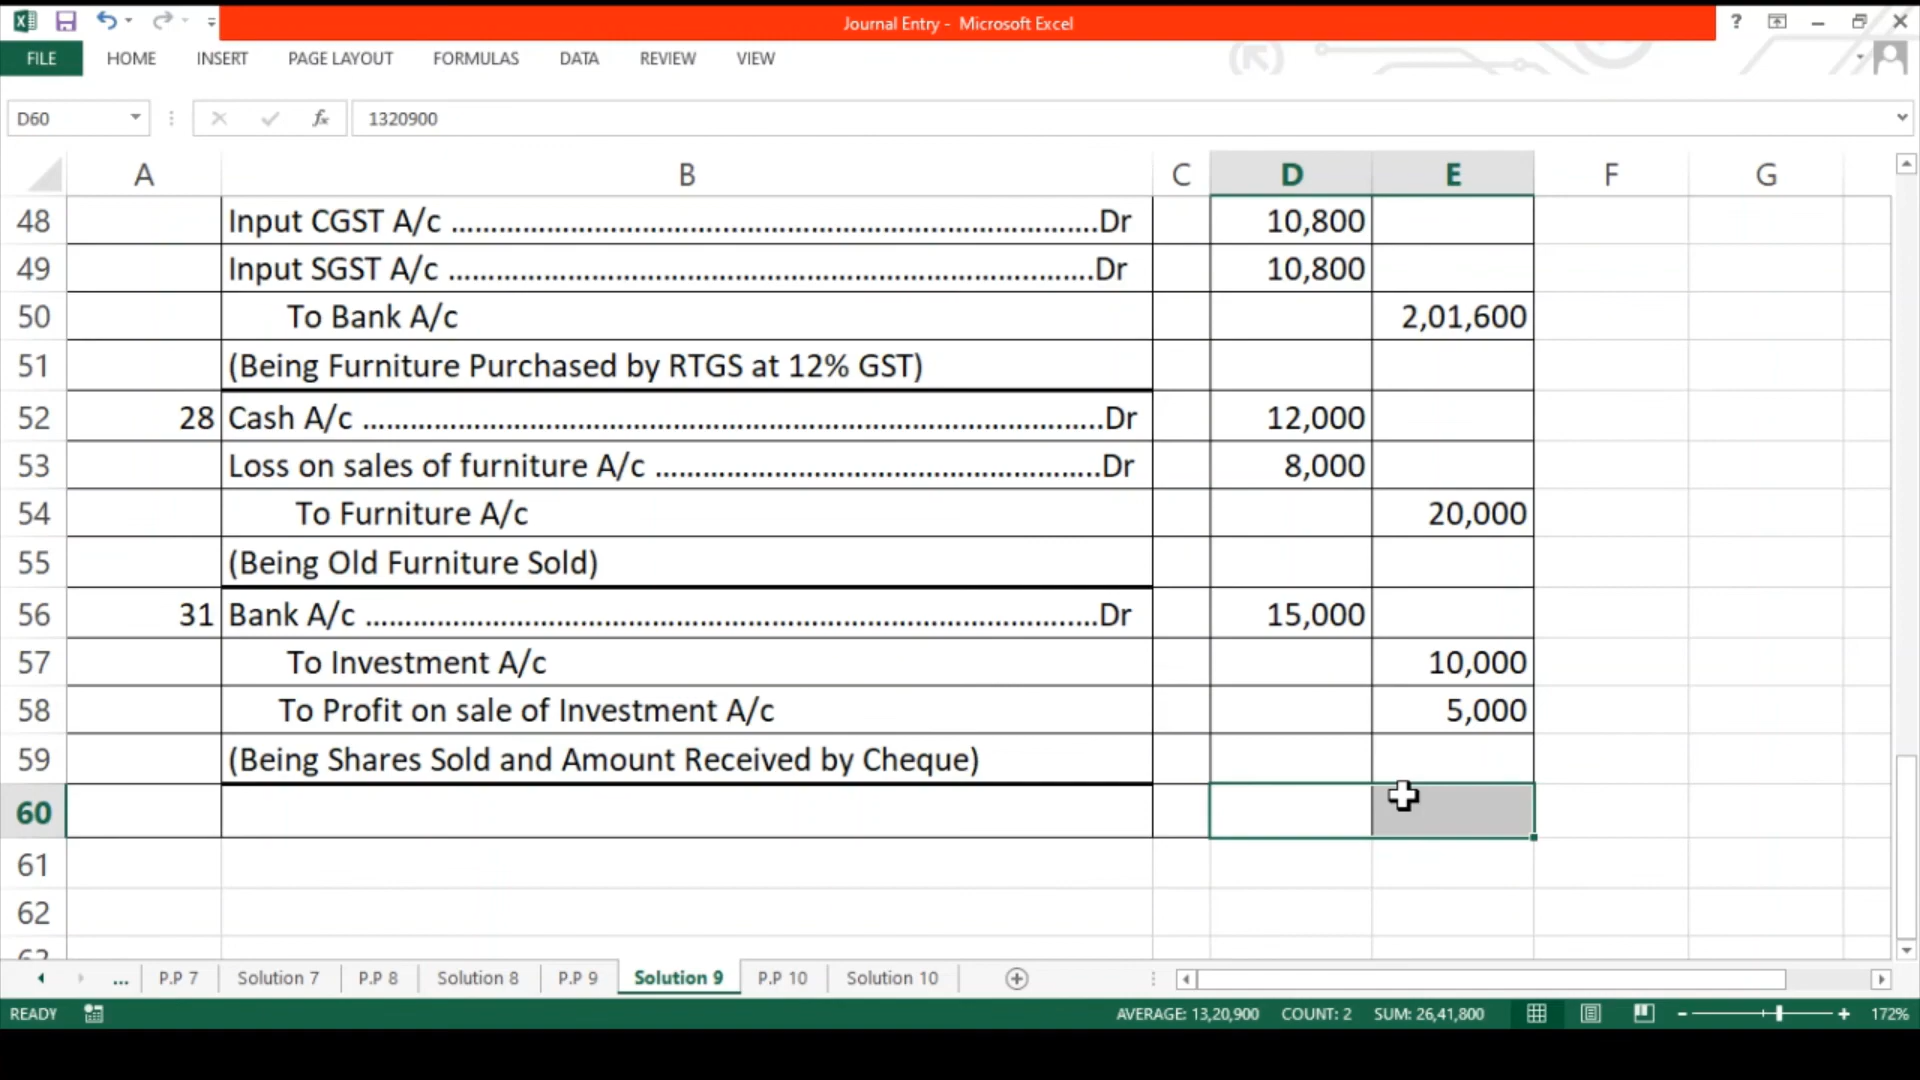 Journal Entry - Microsoft Excel
?
FILE HOME INSERT PAGE LAYOUT FORMULAS DATA REVIEW VIEW
D60 fx 1320900
A B C D E F G
48 Input CGST A/c ....................................................................................Dr 10,800
49 Input SGST A/c ....................................................................................Dr 10,800
50 To Bank A/c 2,01,600
51 (Being Furniture Purchased by RTGS at 12% GST)
52 28 Cash A/c ..............................................................................................Dr 12,000
53 Loss on sales of furniture A/c .........................................................Dr 8,000
54 To Furniture A/c 20,000
55 (Being Old Furniture Sold)
56 31 Bank A/c ..............................................................................................Dr 15,000
57 To Investment A/c 10,000
58 To Profit on sale of Investment A/c 5,000
59 (Being Shares Sold and Amount Received by Cheque)
60
61
62
63
... P.P 7 Solution 7 P.P 8 Solution 8 P.P 9 Solution 9 P.P 10 Solution 10
READY AVERAGE: 13,20,900 COUNT: 2 SUM: 26,41,800 172%